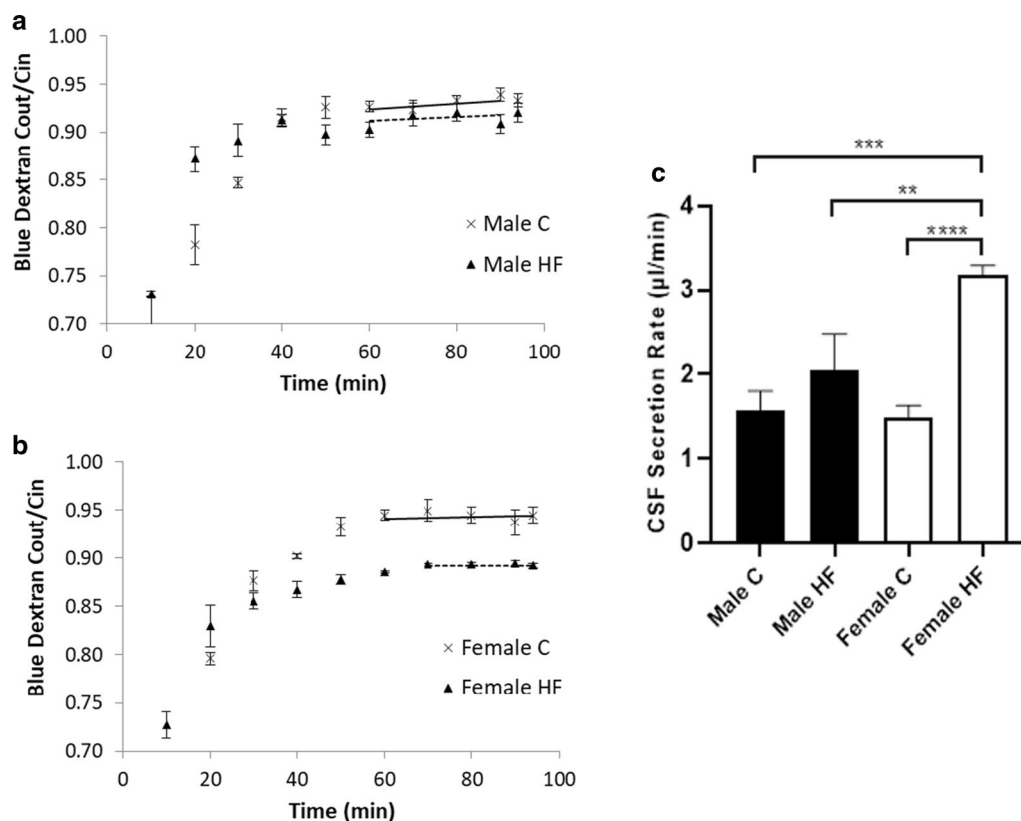 a
1.00
0.95
0.90
0.85
0.80
0.75
0.70
0
20
40
60
80
100
Blue Dextran Cout/Cin
Time (min)
Male C
Male HF
b
1.00
0.95
0.90
0.85
0.80
0.75
0.70
0
20
40
60
80
100
Blue Dextran Cout/Cin
Time (min)
Female C
Female HF
c
***
**
****
4
3
2
1
0
CSF Secretion Rate (µl/min)
Male C
Male HF
Female C
Female HF